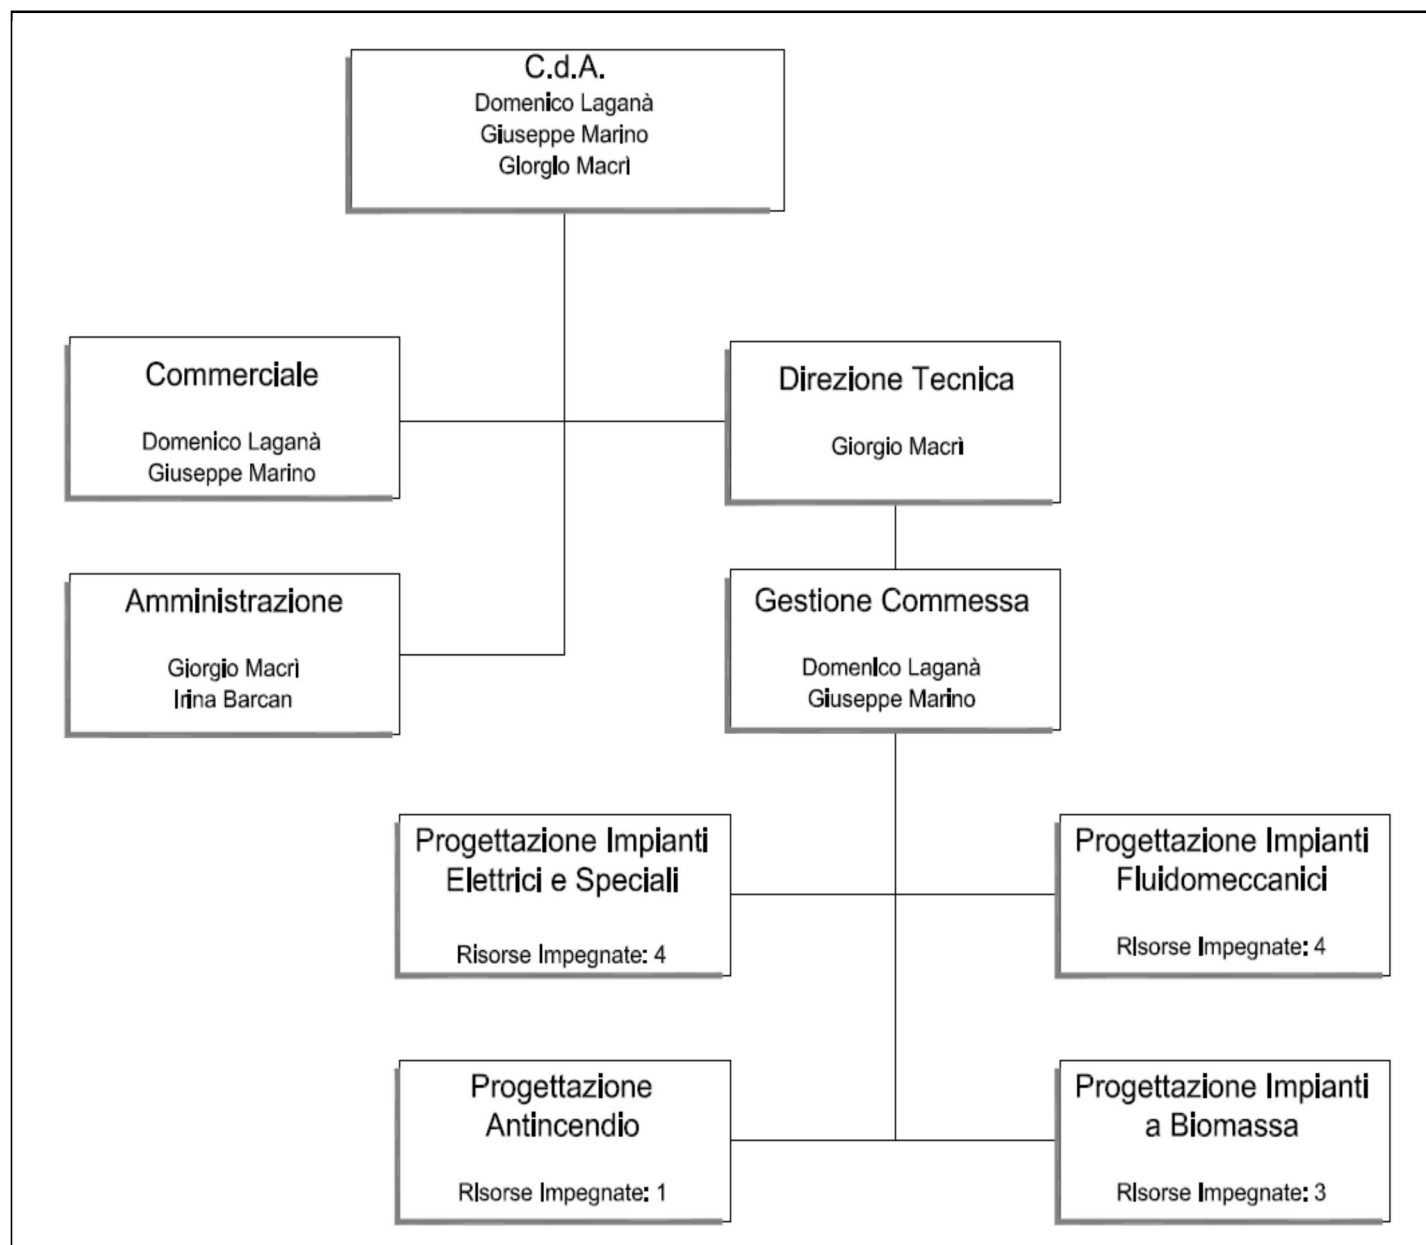 C.d.A.
Domenico Laganà
Giuseppe Marino
Giorgio Macrì
Commerciale
Domenico Laganà
Giuseppe Marino
Direzione Tecnica
Giorgio Macrì
Amministrazione
Giorgio Macrì
Irina Barcan
Gestione Commessa
Domenico Laganà
Giuseppe Marino
Progettazione Impianti
Elettrici e Speciali
Risorse Impegnate: 4
Progettazione Impianti
Fluidomeccanici
Risorse Impegnate: 4
Progettazione
Antincendio
Risorse Impegnate: 1
Progettazione Impianti
a Biomassa
Risorse Impegnate: 3